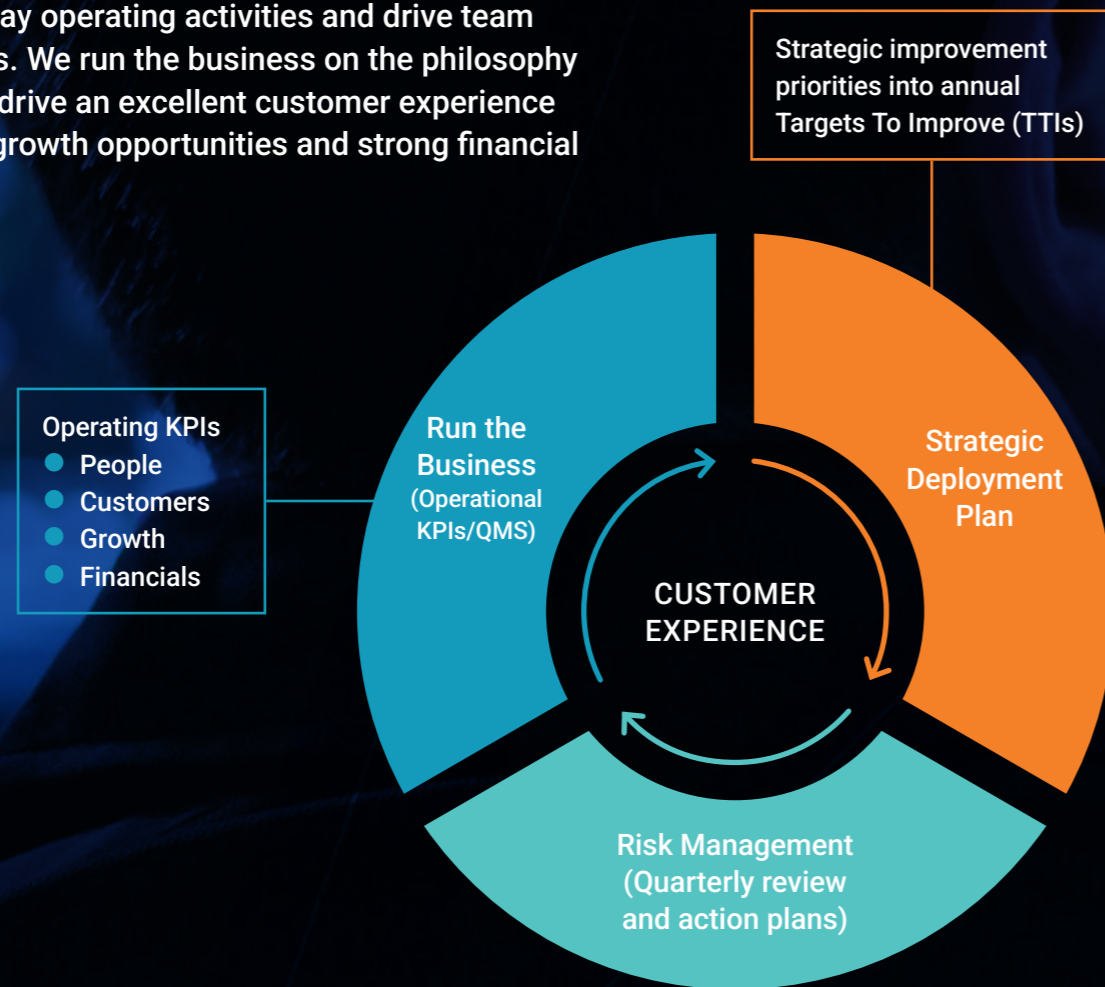 ay operating activities and drive team
s. We run the business on the philosophy
drive an excellent customer experience
growth opportunities and strong financial
Strategic improvement
priorities into annual
Targets To Improve (TTIs)
Operating KPIs
People
Customers
Growth
Financials
Run the
Business
(Operational
KPIs/QMS)
Strategic
Deployment
Plan
CUSTOMER
EXPERIENCE
Risk Management
(Quarterly review
and action plans)